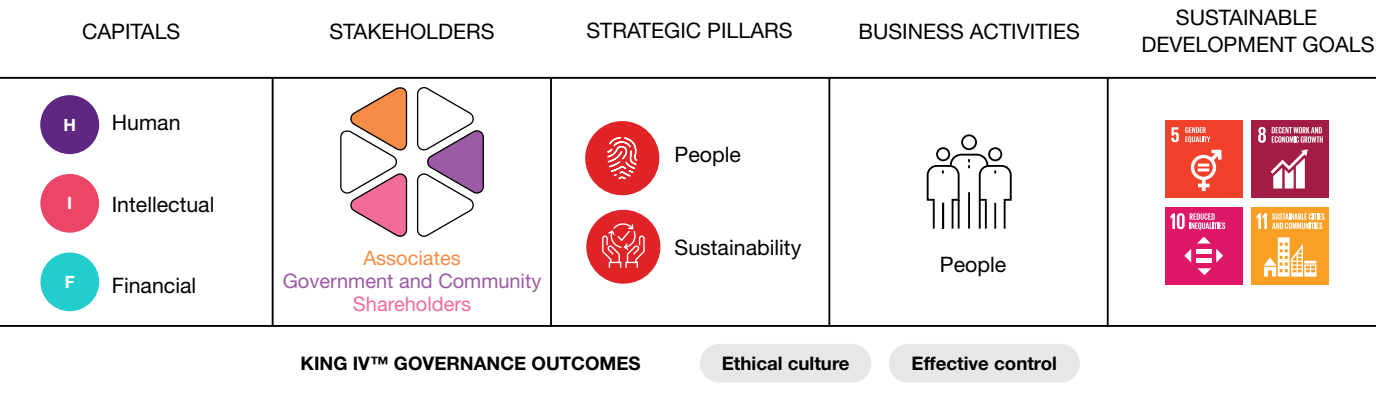 CAPITALS
STAKEHOLDERS
STRATEGIC PILLARS
BUSINESS ACTIVITIES
SUSTAINABLE
DEVELOPMENT GOALS
H
Human
I
Intellectual
F
Financial
Associates
Government and Community
Shareholders
People
Sustainability
People
5 GENDER
EQUALITY
8 DECENT WORK AND
ECONOMIC GROWTH
10 REDUCED
INEQUALITIES
11 SUSTAINABLE CITIES
AND COMMUNITIES
KING IV™ GOVERNANCE OUTCOMES
Ethical culture
Effective control